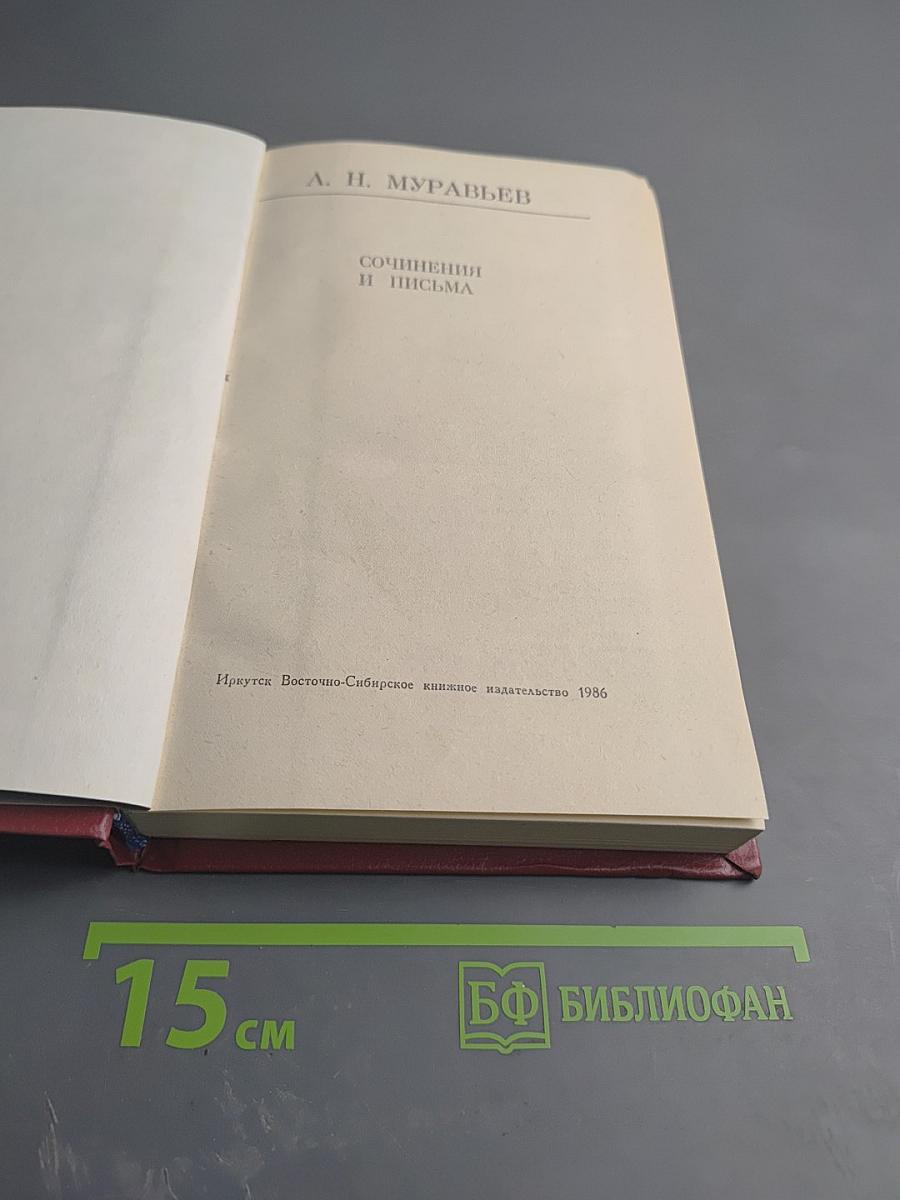 А. Н. МУРАВЬЕВ
СОЧИНЕНИЯ
И ПИСЬМА
Иркутск Восточно-Сибирское книжное издательство 1986
15 см
БФ БИБЛИОФАН